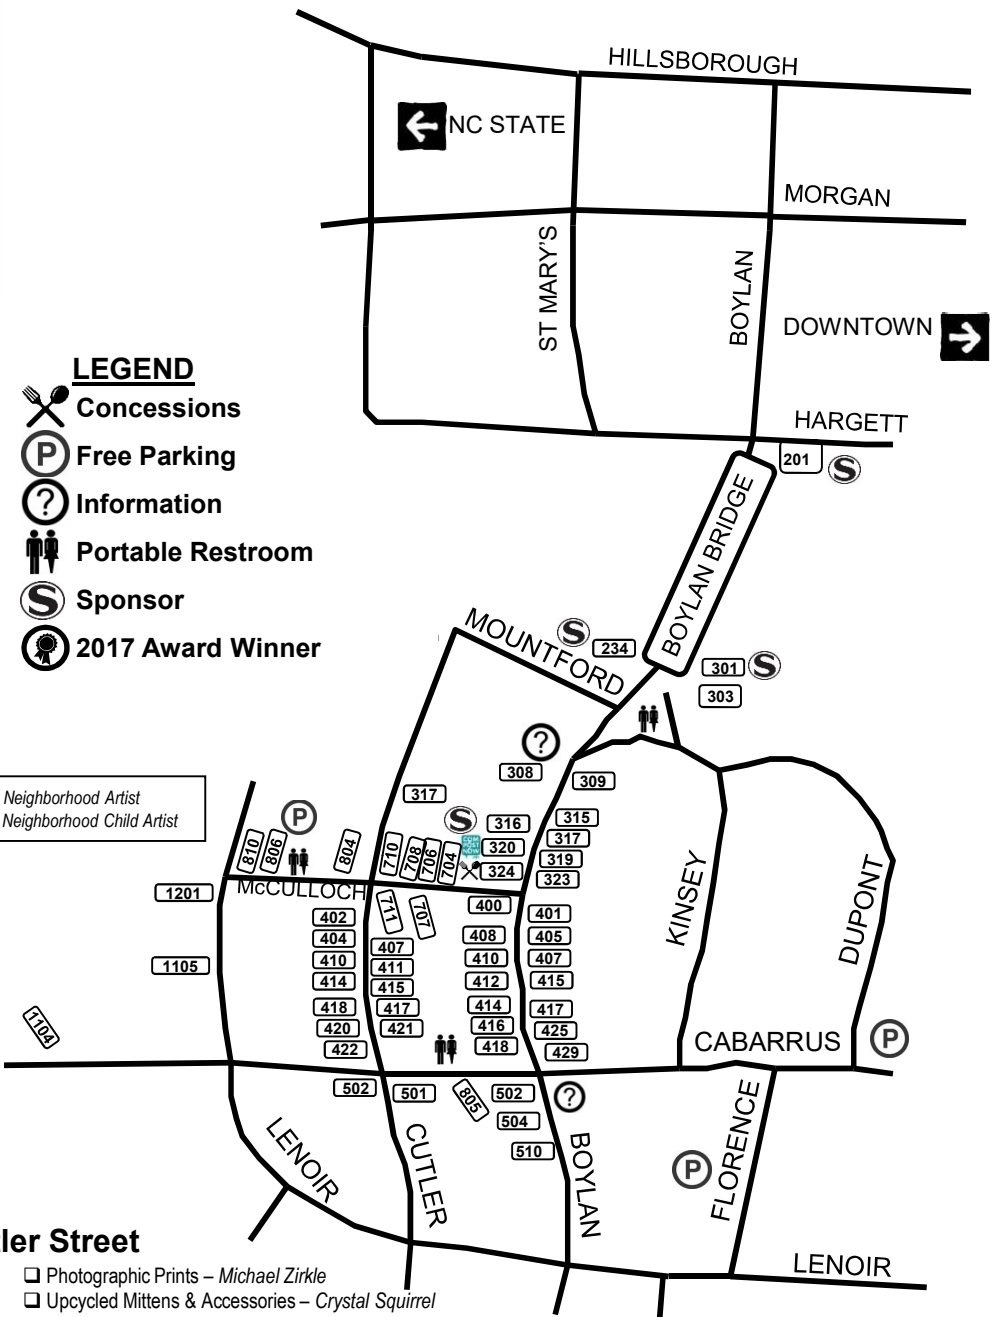 HILLSBOROUGH
NC STATE
MORGAN
ST MARY'S
BOYLAN
DOWNTOWN
LEGEND
Concessions
P Free Parking
? Information
Portable Restroom
S Sponsor
2017 Award Winner
HARGETT
201
S
BOYLAN BRIDGE
MOUNTFORD
S
234
301
S
303
?
308
309
317
Neighborhood Artist
Neighborhood Child Artist
P
S
316
315
317
320
COM
POST
NOW
319
324
323
810
806
804
710
708
706
704
McCULLOCH
1201
711
707
400
402
401
404
407
408
405
410
411
410
407
1105
414
415
412
415
418
417
414
417
420
421
416
425
422
418
429
1104
KINSEY
DUPONT
CABARRUS
P
502
501
805
502
?
504
510
LENOIR
CUTLER
BOYLAN
P
FLORENCE
LENOIR
ler Street
❑ Photographic Prints – Michael Zirkle
❑ Upcycled Mittens & Accessories – Crystal Squirrel